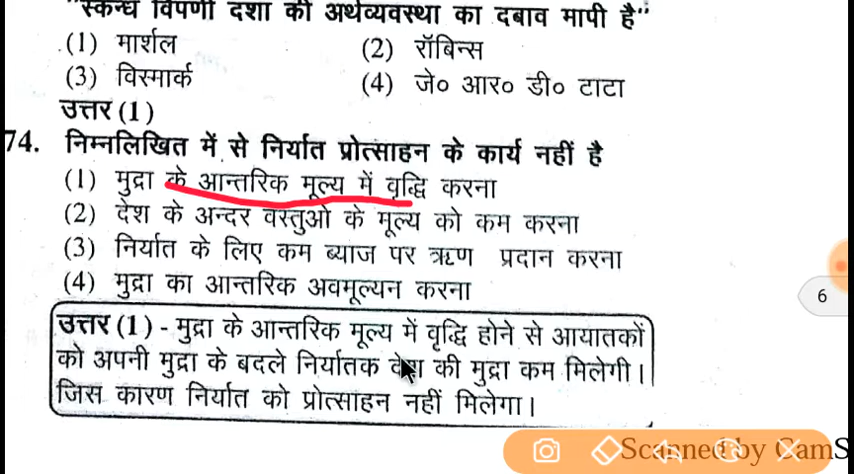 "स्कन्ध विपणी दशा की अर्थव्यवस्था का दबाव मापी है"
(1) मार्शल (2) रॉबिन्स
(3) विस्मार्क (4) जे० आर० डी० टाटा
उत्तर (1)
74. निम्नलिखित में से निर्यात प्रोत्साहन के कार्य नहीं है
(1) मुद्रा के आन्तरिक मूल्य में वृद्धि करना
(2) देश के अन्दर वस्तुओ के मूल्य को कम करना
(3) निर्यात के लिए कम ब्याज पर ऋण प्रदान करना
(4) मुद्रा का आन्तरिक अवमूल्यन करना
उत्तर (1) - मुद्रा के आन्तरिक मूल्य में वृद्धि होने से आयातकों
को अपनी मुद्रा के बदले निर्यातक देश की मुद्रा कम मिलेगी।
जिस कारण निर्यात को प्रोत्साहन नहीं मिलेगा।
6
Scanned by CamS